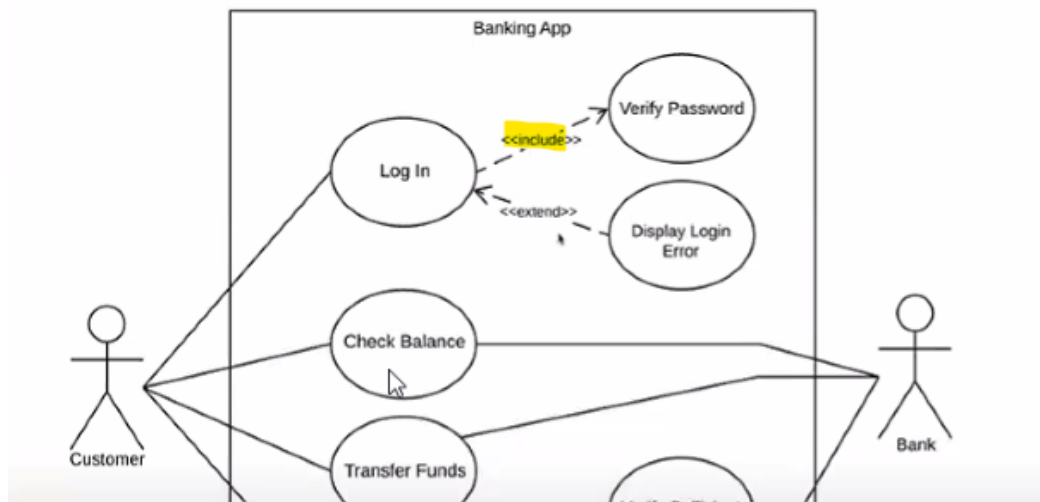 Banking App
Verify Password
<<include>>
Log In
<<extend>>
Display Login
Error
Check Balance
Customer
Bank
Transfer Funds